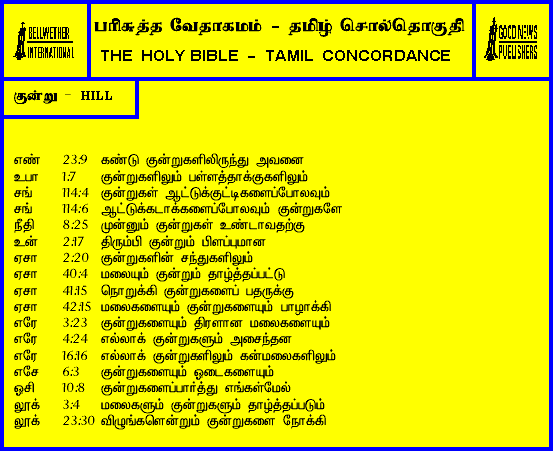 BELLWETHER
INTERNATIONAL
பரிசுத்த வேதாகமம் - தமிழ் சொல்தொகுதி
THE HOLY BIBLE - TAMIL CONCORDANCE
GOOD NEWS
PUBLISHERS
குன்று - HILL
எண் 23:9 கண்டு குன்றுகளிலிருந்து அவனை
உபா 1:7 குன்றுகளிலும் பள்ளத்தாக்குகளிலும்
சங் 114:4 குன்றுகள் ஆட்டுக்குட்டிகளைப்போலவும்
சங் 114:6 ஆட்டுக்கடாக்களைப்போலவும் குன்றுகளே
நீதி 8:25 முன்னும் குன்றுகள் உண்டாவதற்கு
உன் 2:17 திரும்பி குன்றும் பிளப்புமான
ஏசா 2:20 குன்றுகளின் சந்துகளிலும்
ஏசா 40:4 மலையும் குன்றும் தாழ்த்தப்பட்டு
ஏசா 41:15 நொறுக்கி குன்றுகளைப் பதருக்கு
ஏசா 42:15 மலைகளையும் குன்றுகளையும் பாழாக்கி
எரே 3:23 குன்றுகளையும் திரளான மலைகளையும்
எரே 4:24 எல்லாக் குன்றுகளும் அசைந்தன
எரே 16:16 எல்லாக் குன்றுகளிலும் கன்மலைகளிலும்
எசே 6:3 குன்றுகளையும் ஓடைகளையும்
ஓசி 10:8 குன்றுகளைப்பார்த்து எங்கள்மேல்
லூக் 3:4 மலைகளும் குன்றுகளும் தாழ்த்தப்படும்
லூக் 23:30 விழுங்களென்றும் குன்றுகளை நோக்கி